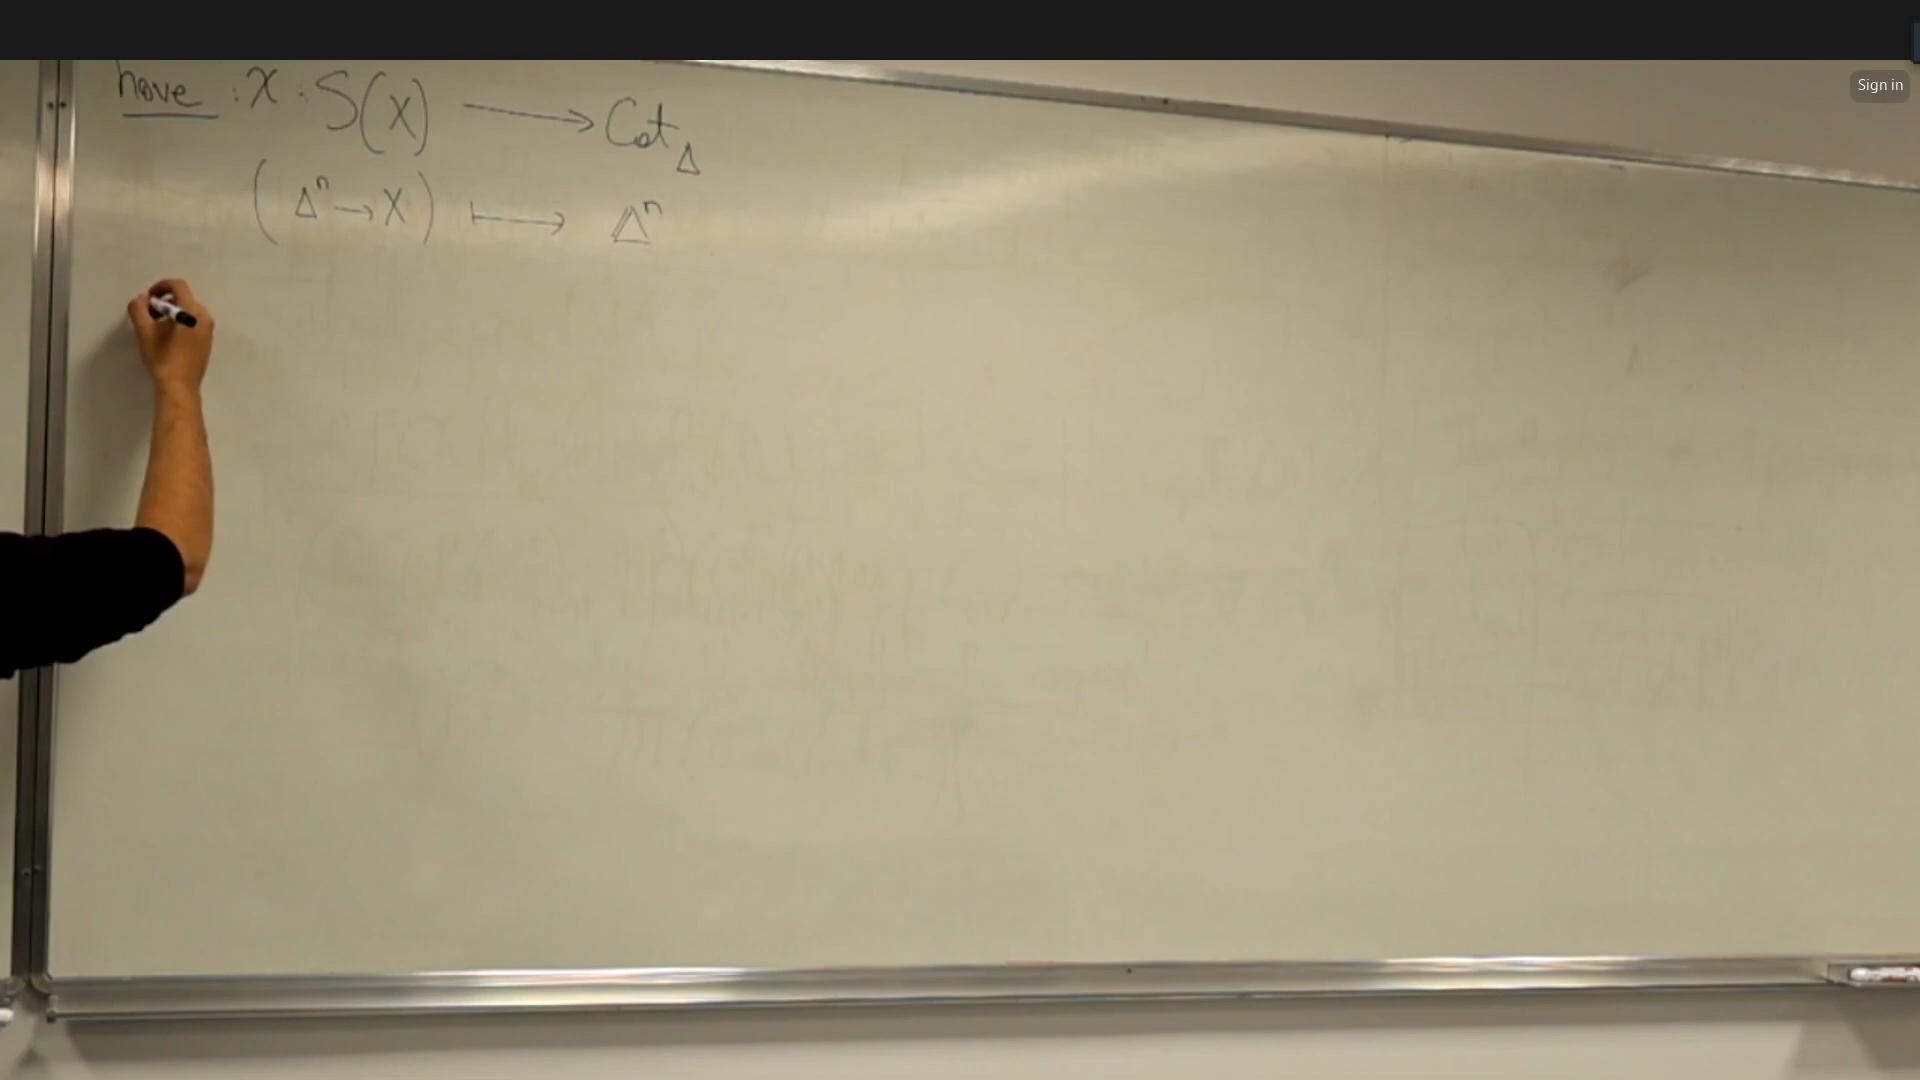 have : X : S(X) ⟶ Cat_Δ
(Δⁿ → X) ⟼ 𝚫ⁿ
Sign in